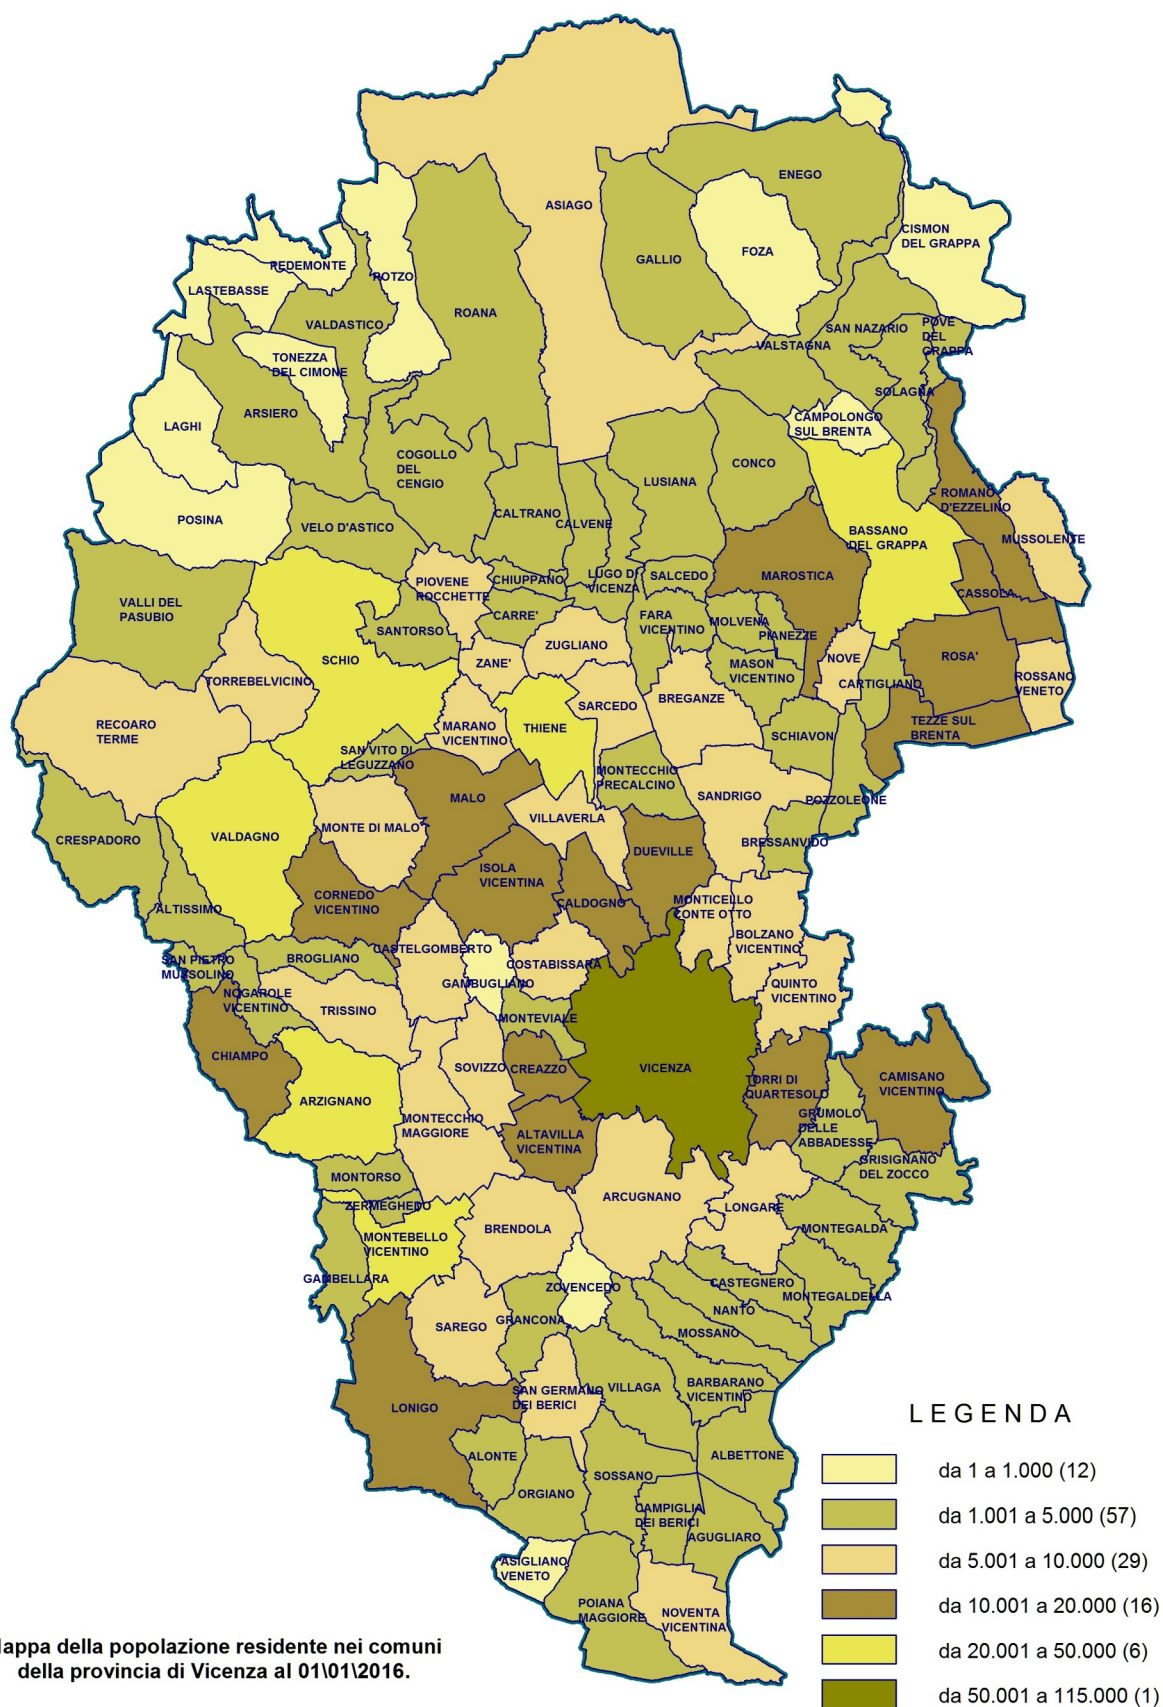 ENEGO
ASIAGO
CISMON
DEL GRAPPA
FOZA
GALLIO
PEDEMONTE
ROTZO
LASTEBASSE
ROANA
VALDASTICO
SAN NAZARIO
POVE
DEL
GRAPPA
VALSTAGNA
TONEZZA
DEL CIMONE
SOLAGNA
ARSIERO
LAGHI
CAMPOLONGO
SUL BRENTA
COGOLLO
DEL
CENGIO
CONCO
LUSIANA
ROMANO
D'EZZELINO
POSINA
VELO D'ASTICO
CALTRANO
CALVENE
BASSANO
DEL GRAPPA
MUSSOLENTE
PIOVENE
ROCCHETTE
CHIUPPANO
LUGO DI
VICENZA
SALCEDO
MAROSTICA
CASSOLA
VALLI DEL
PASUBIO
CARRE'
FARA
VICENTINO
MOLVENA
PIANEZZE
SANTORSO
ZUGLIANO
SCHIO
ZANE'
MASON
VICENTINO
NOVE
ROSA'
TORREBELVICINO
CARTIGLIANO
ROSSANO
VENETO
BREGANZE
SARCEDO
RECOARO
TERME
MARANO
VICENTINO
THIENE
TEZZE SUL
BRENTA
SCHIAVON
SAN VITO DI
LEGUZZANO
MONTECCHIO
PRECALCINO
MALO
SANDRIGO
POZZOLEONE
VILLAVERLA
MONTE DI MALO
VALDAGNO
CRESPADORO
BRESSANVIDO
DUEVILLE
ISOLA
VICENTINA
CORNEDO
VICENTINO
CALDOGNO
MONTICELLO
CONTE OTTO
ALTISSIMO
BOLZANO
VICENTINO
CASTELGOMBERTO
BROGLIANO
SAN PIETRO
MUSSOLINO
COSTABISSARA
GAMBUGLIANO
QUINTO
VICENTINO
NOGAROLE
VICENTINO
TRISSINO
MONTEVIALE
CHIAMPO
SOVIZZO
CREAZZO
VICENZA
TORRI DI
QUARTESOLO
CAMISANO
VICENTINO
ARZIGNANO
GRUMOLO
DELLE
ABBADESSE
MONTECCHIO
MAGGIORE
ALTAVILLA
VICENTINA
GRISIGNANO
DEL ZOCCO
MONTORSO
ARCUGNANO
ZERMEGHEDO
LONGARE
BRENDOLA
MONTEGALDA
MONTEBELLO
VICENTINO
GAMBELLARA
ZOVENCEDO
CASTEGNERO
MONTEGALDELLA
NANTO
GRANCONA
SAREGO
MOSSANO
BARBARANO
VICENTINO
SAN GERMANO
DEI BERICI
VILLAGA
LONIGO
ALONTE
ALBETTONE
SOSSANO
ORGIANO
CAMPIGLIA
DEI BERICI
AGUGLIARO
ASIGLIANO
VENETO
POIANA
MAGGIORE
NOVENTA
VICENTINA
LEGENDA
da 1 a 1.000 (12)
da 1.001 a 5.000 (57)
da 5.001 a 10.000 (29)
da 10.001 a 20.000 (16)
da 20.001 a 50.000 (6)
da 50.001 a 115.000 (1)
della popolazione residente nei comuni
della provincia di Vicenza al 01\01\2016.